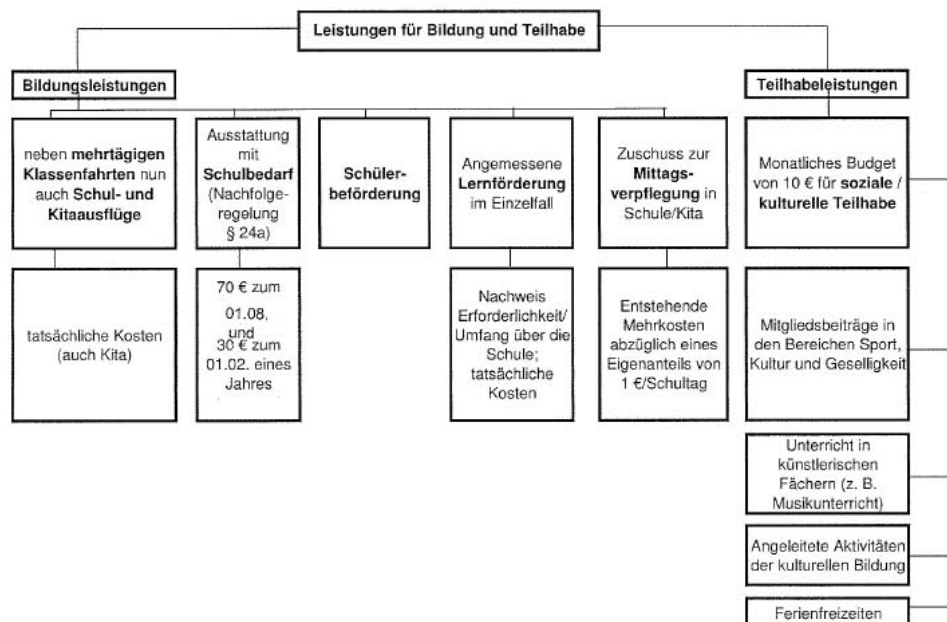 Leistungen für Bildung und Teilhabe
Bildungsleistungen
Teilhabeleistungen
neben mehrtägigen
Klassenfahrten nun
auch Schul- und
Kitaausflüge
Ausstattung
mit
Schulbedarf
(Nachfolge-
regelung
§ 24a)
Schüler-
beförderung
Angemessene
Lernförderung
im Einzelfall
Zuschuss zur
Mittags-
verpflegung in
Schule/Kita
Monatliches Budget
von 10 € für soziale /
kulturelle Teilhabe
tatsächliche Kosten
(auch Kita)
70 € zum
01.08,
und
30 € zum
01.02. eines
Jahres
Nachweis
Erforderlichkeit/
Umfang über die
Schule;
tatsächliche
Kosten
Entstehende
Mehrkosten
abzüglich eines
Eigenanteils von
1 €/Schultag
Mitgliedsbeiträge in
den Bereichen Sport,
Kultur und Geselligkeit
Unterricht in
künstlerischen
Fächern (z. B.
Musikunterricht)
Angeleitete Aktivitäten
der kulturellen Bildung
Ferienfreizeiten